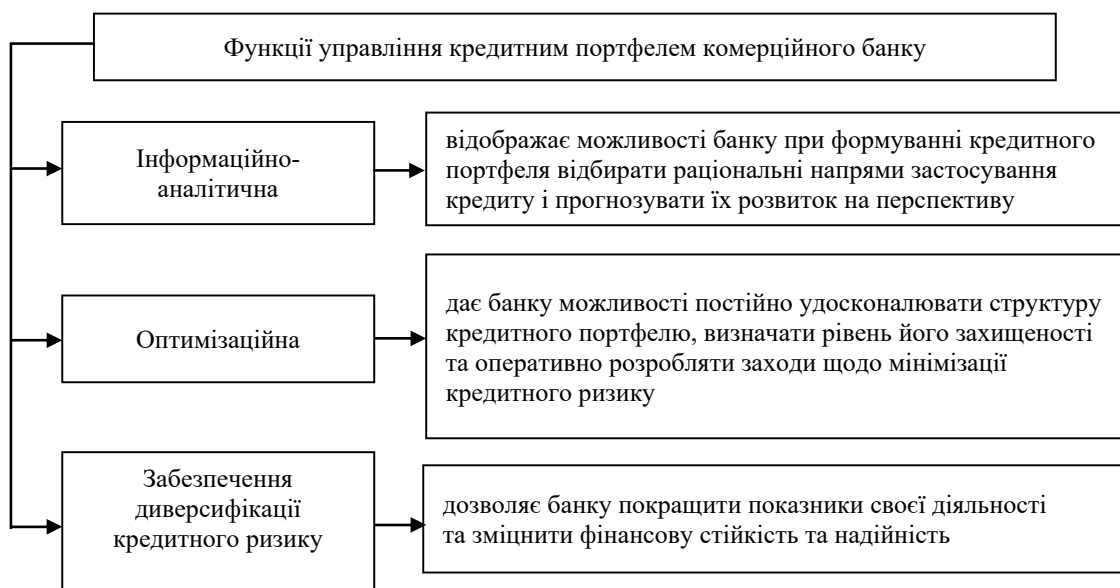 Функції управління кредитним портфелем комерційного банку
Інформаційно-
аналітична
відображає можливості банку при формуванні кредитного
портфеля відбирати раціональні напрями застосування
кредиту і прогнозувати їх розвиток на перспективу
Оптимізаційна
дає банку можливості постійно удосконалювати структуру
кредитного портфелю, визначати рівень його захищеності
та оперативно розробляти заходи щодо мінімізації
кредитного ризику
Забезпечення
диверсифікації
кредитного ризику
дозволяє банку покращити показники своєї діяльності
та зміцнити фінансову стійкість та надійність